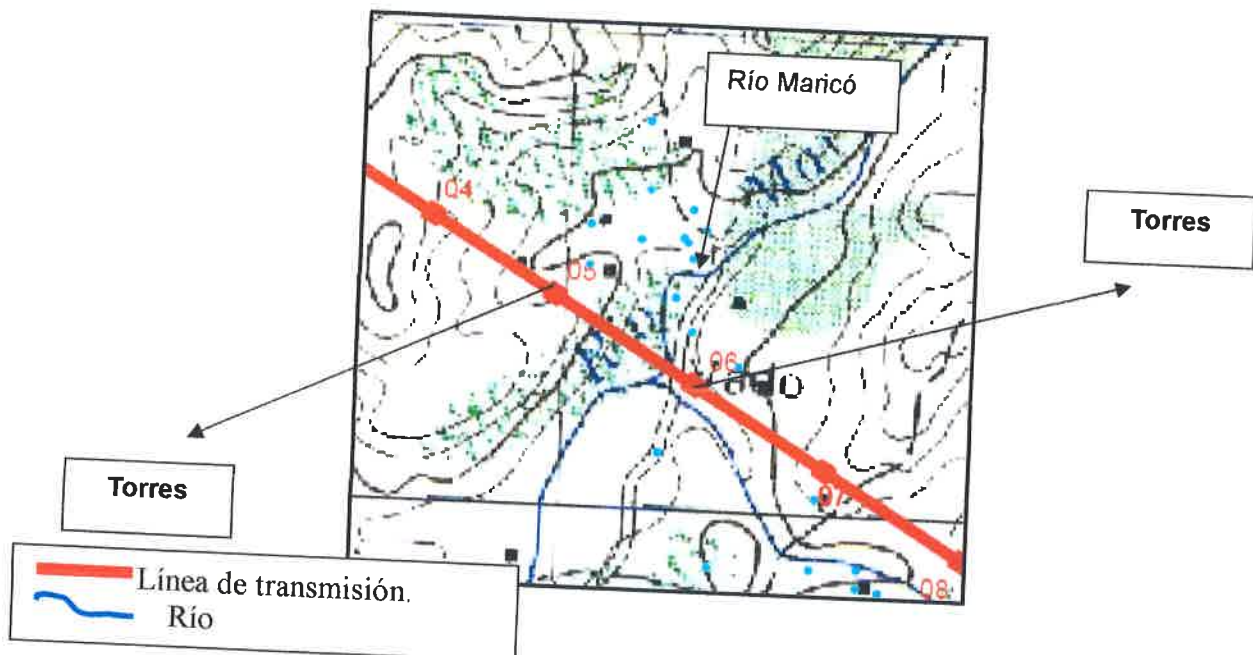 Río Maricó
04
Torres
05
06
Torres
07
Línea de transmisión.
Río
08